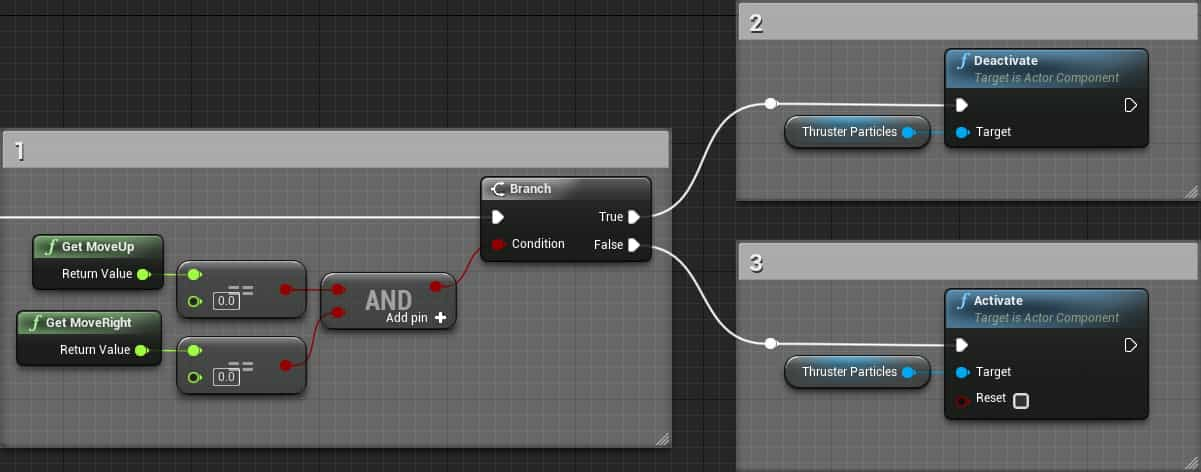 1
Get MoveUp
Return Value
==
0.0
Get MoveRight
Return Value
==
0.0
AND
Add pin
Branch
True
Condition
False
2
Thruster Particles
Deactivate
Target is Actor Component
Target
3
Thruster Particles
Activate
Target is Actor Component
Target
Reset